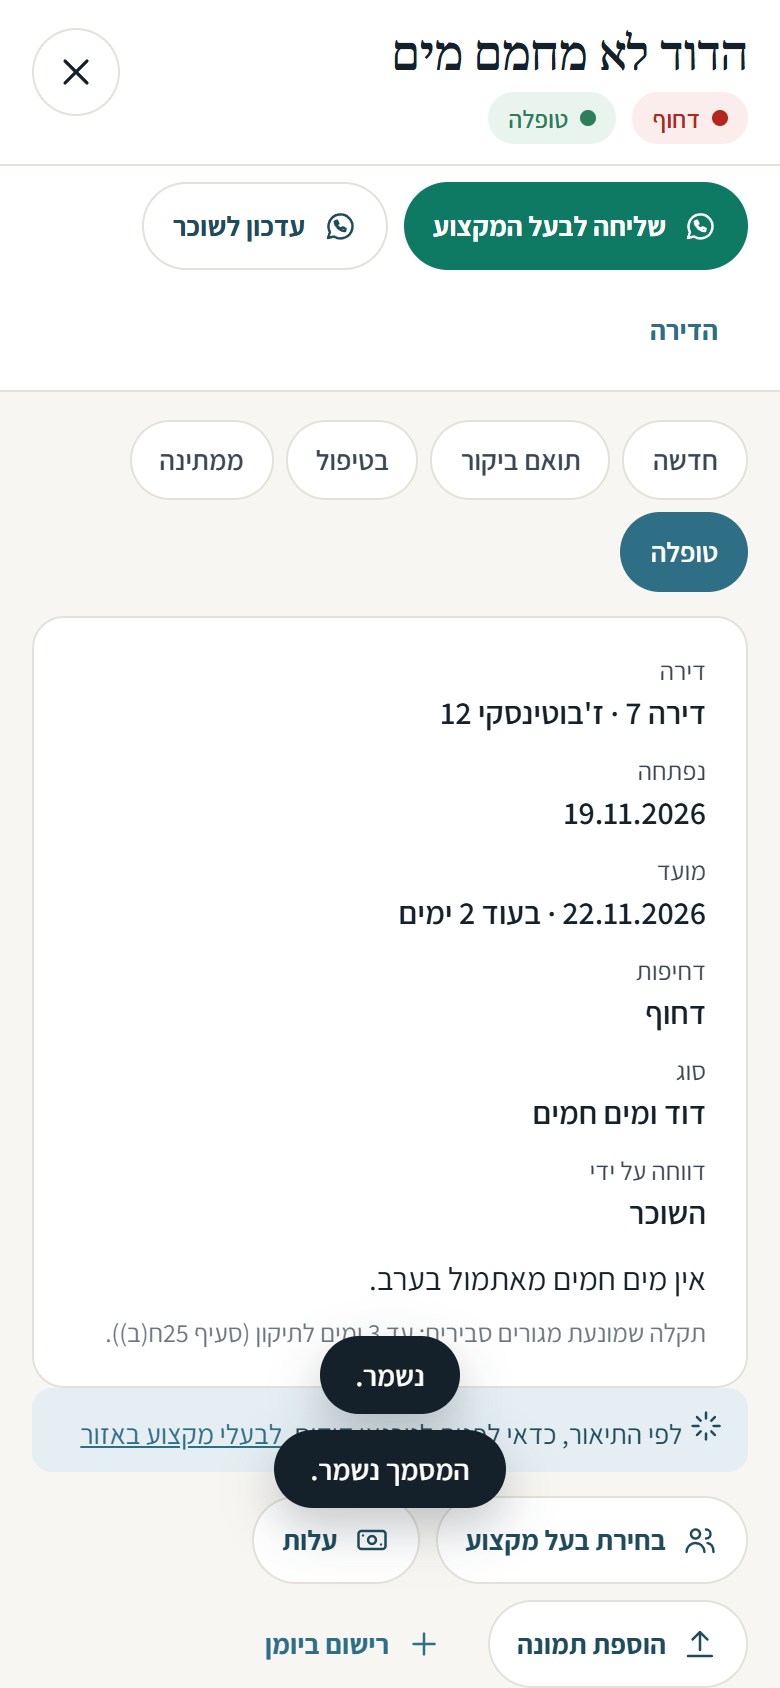 הדוד לא מחמם מים
דחוף
טופלה
שליחה לבעל המקצוע
עדכון לשוכר
הדירה
חדשה
תואם ביקור
בטיפול
ממתינה
טופלה
דירה
דירה 7 · ז'בוטינסקי 12
נפתחה
19.11.2026
מועד
22.11.2026 · בעוד 2 ימים
דחיפות
דחוף
סוג
דוד ומים חמים
דווחה על ידי
השוכר
אין מים חמים מאתמול בערב.
תקלה שמונעת מגורים סבירים: עד 3 ימים לתיקון (סעיף 25ח(ב)).
נשמר.
לפי התיאור, כדאי לבעלי מקצוע באזור
המסמך נשמר.
בחירת בעל מקצוע
עלות
הוספת תמונה
רישום ביומן